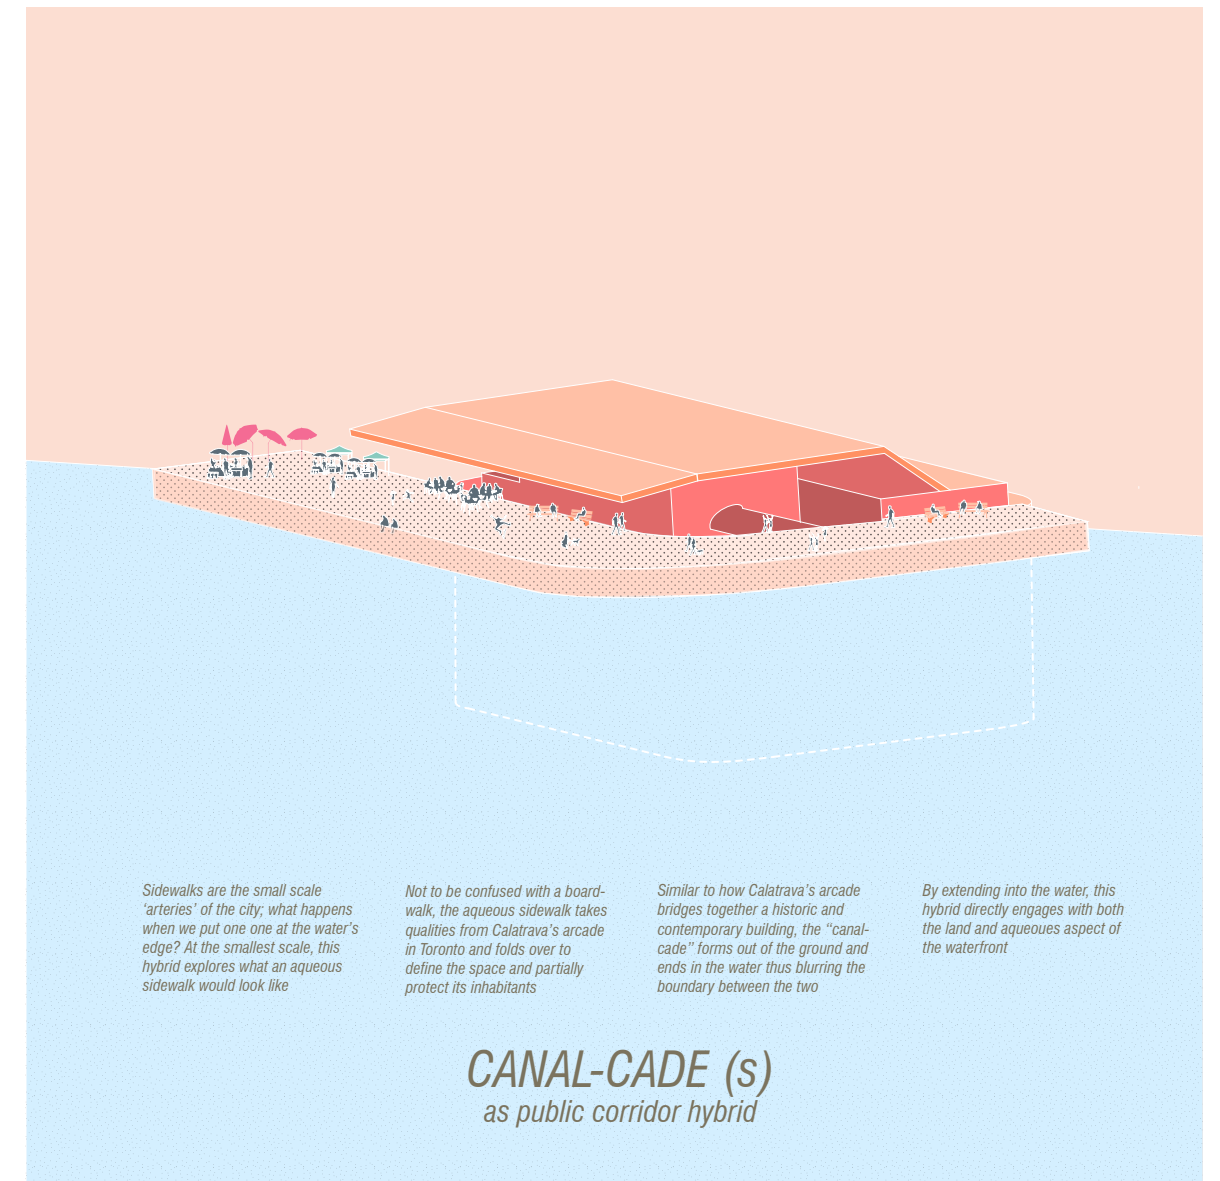 Sidewalks are the small scale
‘arteries’ of the city; what happens
when we put one one at the water’s
edge? At the smallest scale, this
hybrid explores what an aqueous
sidewalk would look like
Not to be confused with a board-
walk, the aqueous sidewalk takes
qualities from Calatrava’s arcade
in Toronto and folds over to
define the space and partially
protect its inhabitants
Similar to how Calatrava’s arcade
bridges together a historic and
contemporary building, the “canal-
cade” forms out of the ground and
ends in the water thus blurring the
boundary between the two
By extending into the water, this
hybrid directly engages with both
the land and aqueoues aspect of
the waterfront
CANAL-CADE (s)
as public corridor hybrid